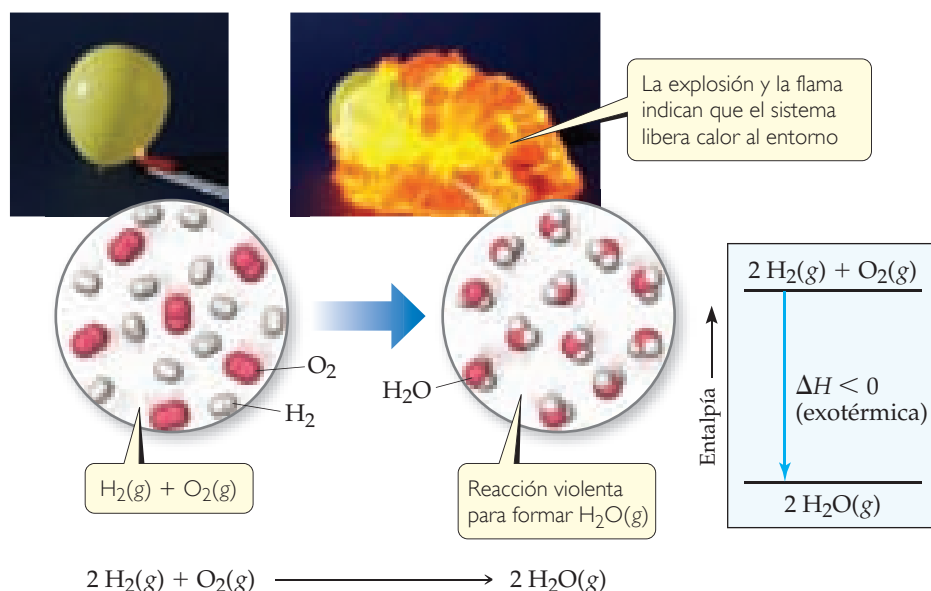 La explosión y la flama
indican que el sistema
libera calor al entorno
O₂
H₂
H₂(g) + O₂(g)
H₂O
Reacción violenta
para formar H₂O(g)
Entalpía
2 H₂(g) + O₂(g)
ΔH < 0
(exotérmica)
2 H₂O(g)
2 H₂(g) + O₂(g) ⟶ 2 H₂O(g)